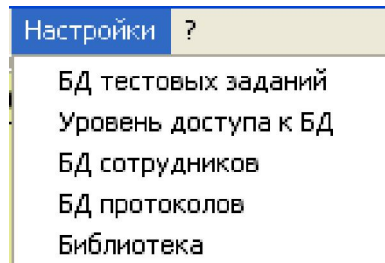 Настройки ?
БД тестовых заданий
Уровень доступа к БД
БД сотрудников
БД протоколов
Библиотека